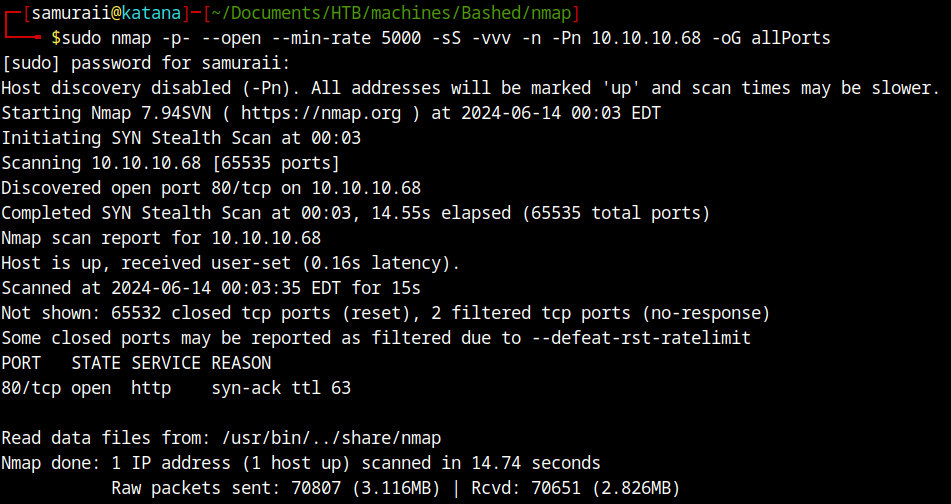 ┌─[samuraii@katana]─[~/Documents/HTB/machines/Bashed/nmap]
└──╼ $sudo nmap -p- --open --min-rate 5000 -sS -vvv -n -Pn 10.10.10.68 -oG allPorts
[sudo] password for samuraii:
Host discovery disabled (-Pn). All addresses will be marked 'up' and scan times may be slower.
Starting Nmap 7.94SVN ( https://nmap.org ) at 2024-06-14 00:03 EDT
Initiating SYN Stealth Scan at 00:03
Scanning 10.10.10.68 [65535 ports]
Discovered open port 80/tcp on 10.10.10.68
Completed SYN Stealth Scan at 00:03, 14.55s elapsed (65535 total ports)
Nmap scan report for 10.10.10.68
Host is up, received user-set (0.16s latency).
Scanned at 2024-06-14 00:03:35 EDT for 15s
Not shown: 65532 closed tcp ports (reset), 2 filtered tcp ports (no-response)
Some closed ports may be reported as filtered due to --defeat-rst-ratelimit
PORT   STATE SERVICE REASON
80/tcp open  http    syn-ack ttl 63

Read data files from: /usr/bin/../share/nmap
Nmap done: 1 IP address (1 host up) scanned in 14.74 seconds
           Raw packets sent: 70807 (3.116MB) | Rcvd: 70651 (2.826MB)